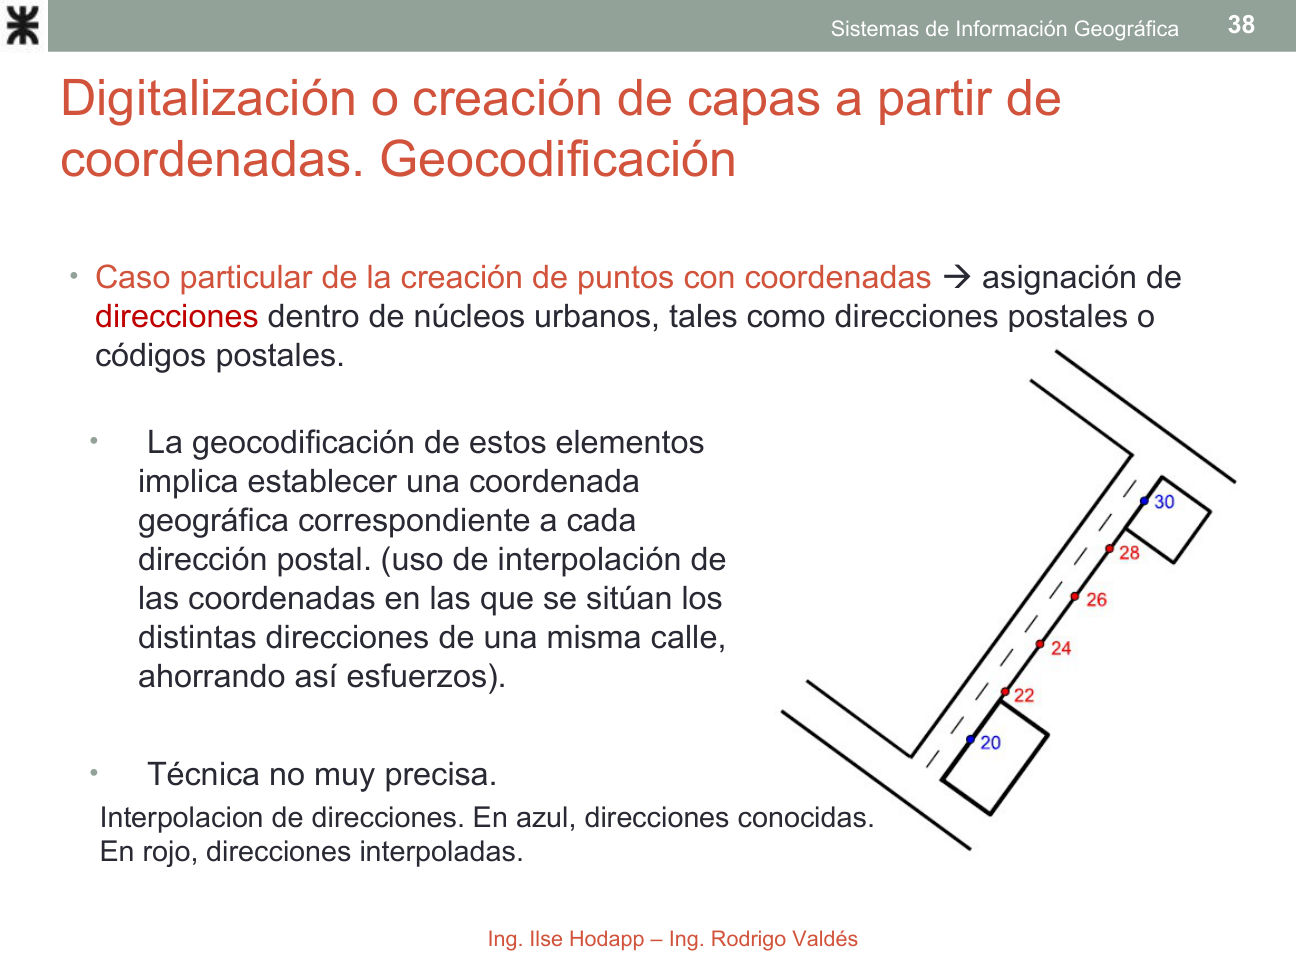 Sistemas de Información Geográfica 38
Digitalización o creación de capas a partir de
coordenadas. Geocodificación
• Caso particular de la creación de puntos con coordenadas → asignación de
direcciones dentro de núcleos urbanos, tales como direcciones postales o
códigos postales.
• La geocodificación de estos elementos
implica establecer una coordenada
geográfica correspondiente a cada
dirección postal. (uso de interpolación de
las coordenadas en las que se sitúan los
distintas direcciones de una misma calle,
ahorrando así esfuerzos).
• Técnica no muy precisa.
Interpolacion de direcciones. En azul, direcciones conocidas.
En rojo, direcciones interpoladas.
30
28
26
24
22
20
Ing. Ilse Hodapp – Ing. Rodrigo Valdés